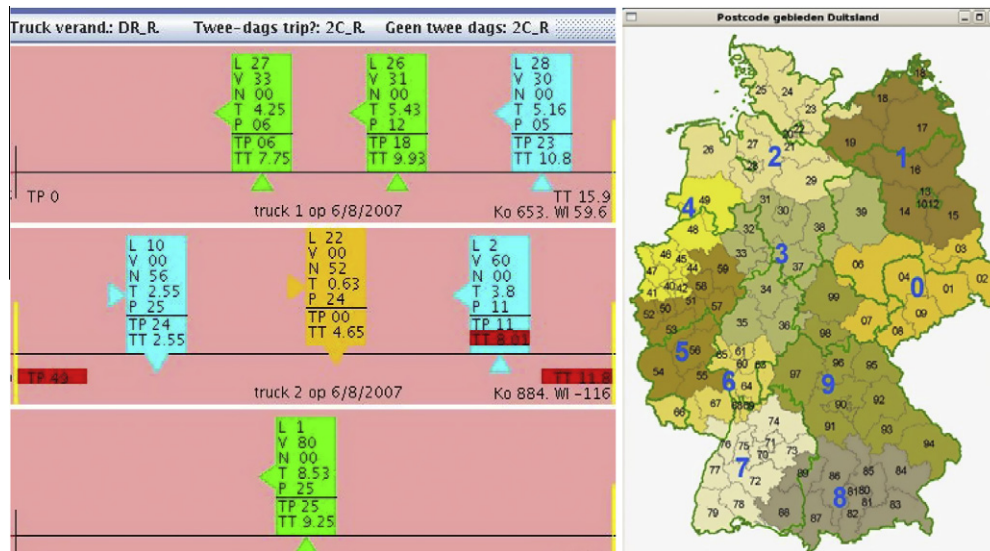 Truck verand.: DR_R. Twee-dags trip?: 2C_R. Geen twee dags: 2C_R
L 27
V 33
N 00
T 4.25
P 06
TP 06
TT 7.75
L 26
V 31
N 00
T 5.43
P 12
TP 18
TT 9.93
L 28
V 30
N 00
T 5.16
P 05
TP 23
TT 10.8
TP 0
TT 15.9
truck 1 op 6/8/2007
Ko 653. WI 59.6
L 10
V 00
N 56
T 2.55
P 25
TP 24
TT 2.55
L 22
V 00
N 52
T 0.63
P 24
TP 00
TT 4.65
L 2
V 60
N 00
T 3.8
P 11
TP 11
TT 8.01
TP 49
TT 11.8
truck 2 op 6/8/2007
Ko 884. WI -116
L 1
V 80
N 00
T 8.53
P 25
TP 25
TT 9.25
Postcode gebieden Duitsland
18
25 24 18
23 17
22
20
26 27 21 19 1
28 2 16
29
13
4 49 31 30 1012
38 39 14 15
48 32
33 3 03
46 45 37 06
47 44 59 04 0 02
41 40 42 58 01
34 09
52 50 51 57 99 07
08
53 35 36
98
5 56 65 61
60 63 96
54 55 97 95
6 64 9
66 67 68 69 90 92
91
74 93
76 75 71 94
70 73
77 7 89 86 85 84
72 81 80
78 8 81
79 88 82 83
87